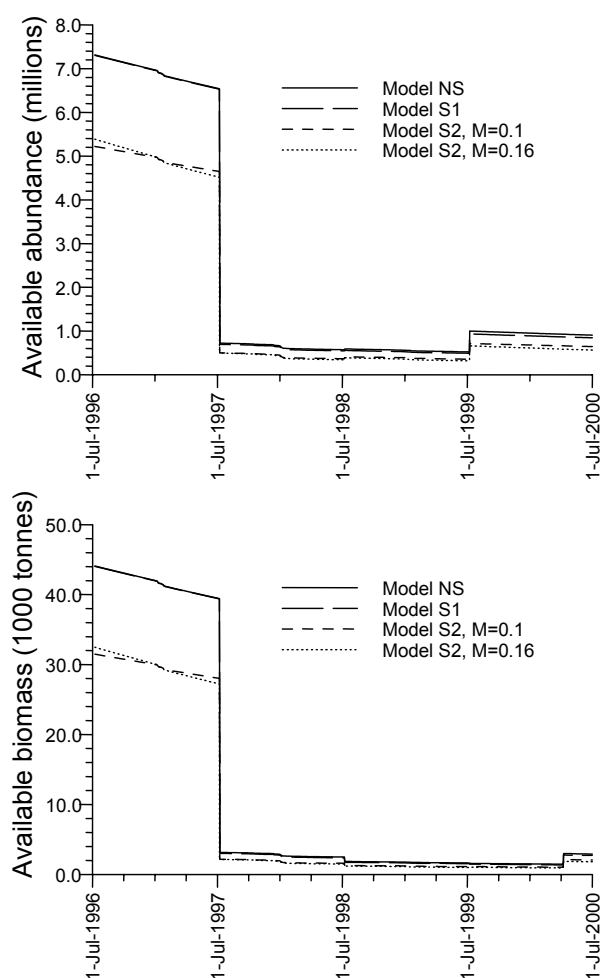 Available abundance (millions)
8.0
7.0
6.0
5.0
4.0
3.0
2.0
1.0
0.0
Model NS
Model S1
Model S2, M=0.1
Model S2, M=0.16
1-Jul-1996
1-Jul-1997
1-Jul-1998
1-Jul-1999
1-Jul-2000
Available biomass (1000 tonnes)
50.0
40.0
30.0
20.0
10.0
0.0
Model NS
Model S1
Model S2, M=0.1
Model S2, M=0.16
1-Jul-1996
1-Jul-1997
1-Jul-1998
1-Jul-1999
1-Jul-2000